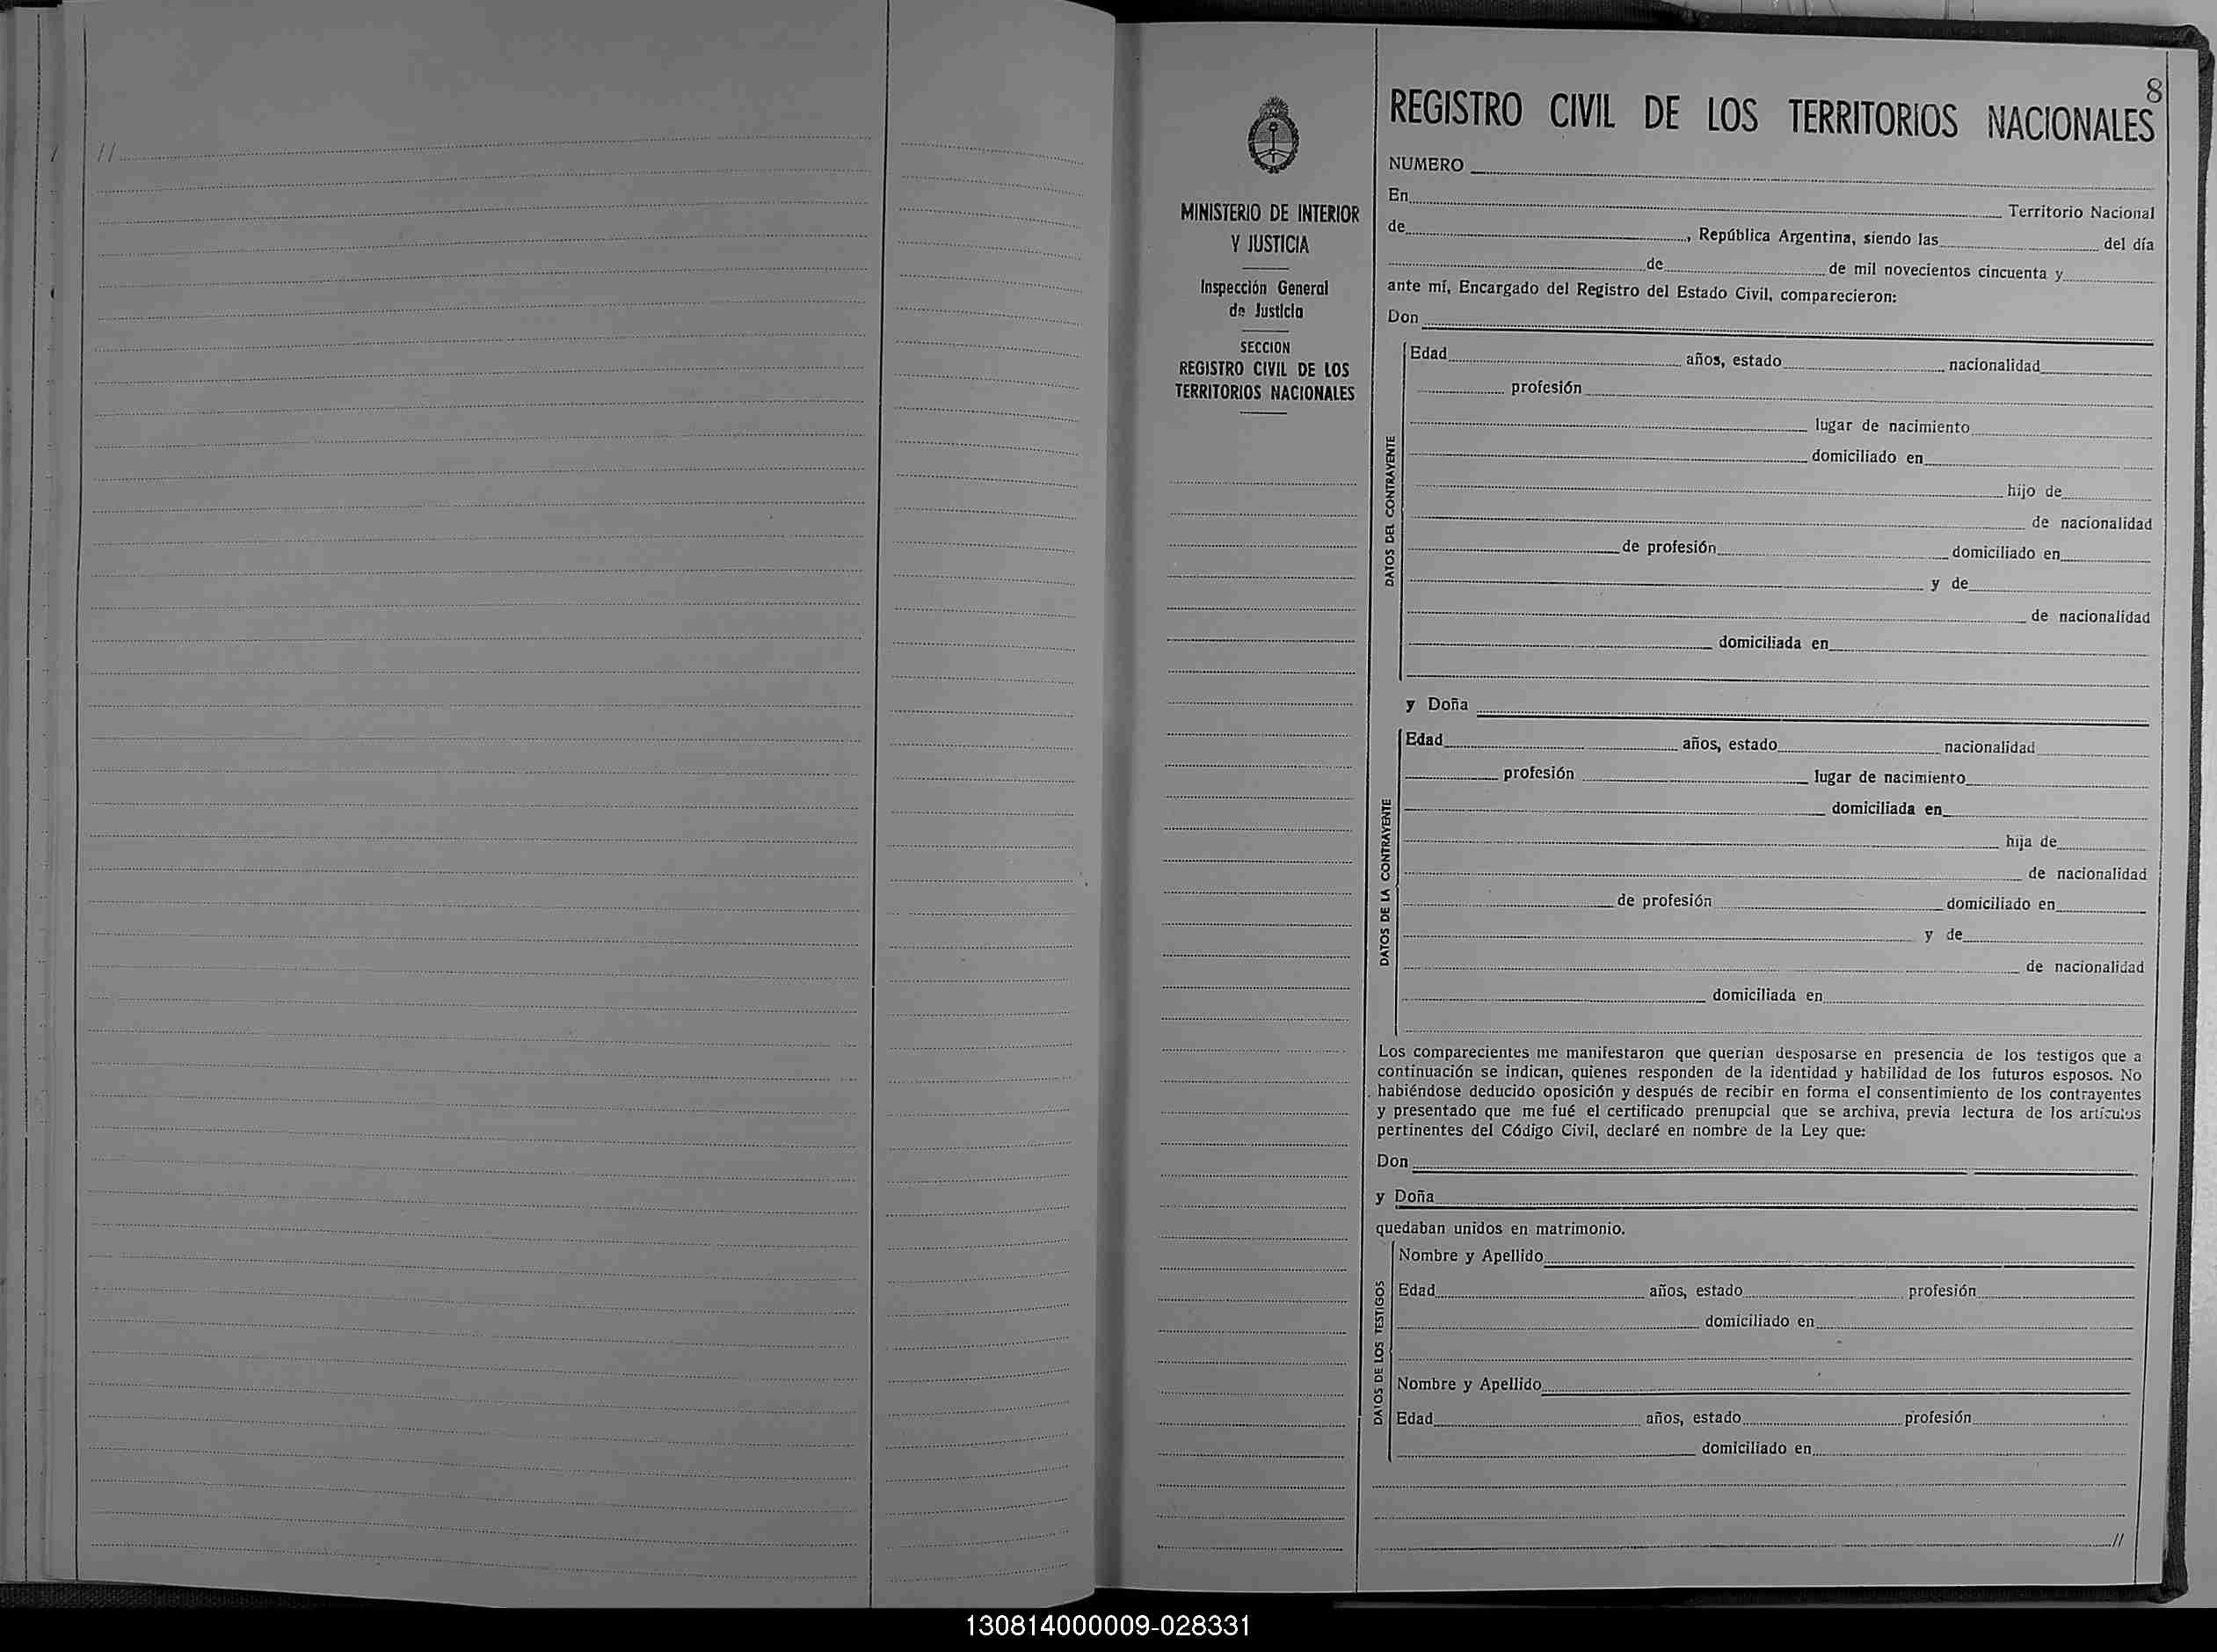 //
8
REGISTRO CIVIL DE LOS TERRITORIOS NACIONALES
MINISTERIO DE INTERIOR
Y JUSTICIA
Inspección General
de Justicia
SECCION
REGISTRO CIVIL DE LOS
TERRITORIOS NACIONALES
NUMERO
En Territorio Nacional
de , República Argentina, siendo las del día
de de mil novecientos cincuenta y
ante mí, Encargado del Registro del Estado Civil, comparecieron:
Don
DATOS DEL CONTRAYENTE
Edad años, estado nacionalidad
profesión
lugar de nacimiento
domiciliado en
hijo de
de nacionalidad
de profesión domiciliado en
y de
de nacionalidad
domiciliada en
y Doña
DATOS DE LA CONTRAYENTE
Edad años, estado nacionalidad
profesión lugar de nacimiento
domiciliada en
hija de
de nacionalidad
de profesión domiciliado en
y de
de nacionalidad
domiciliada en
Los comparecientes me manifestaron que querían desposarse en presencia de los testigos que a
continuación se indican, quienes responden de la identidad y habilidad de los futuros esposos. No
habiéndose deducido oposición y después de recibir en forma el consentimiento de los contrayentes
y presentado que me fué el certificado prenupcial que se archiva, previa lectura de los artículos
pertinentes del Código Civil, declaré en nombre de la Ley que:
Don
y Doña
quedaban unidos en matrimonio.
DATOS DE LOS TESTIGOS
Nombre y Apellido
Edad años, estado profesión
domiciliado en
Nombre y Apellido
Edad años, estado profesión
domiciliado en
//
130814000009-028331